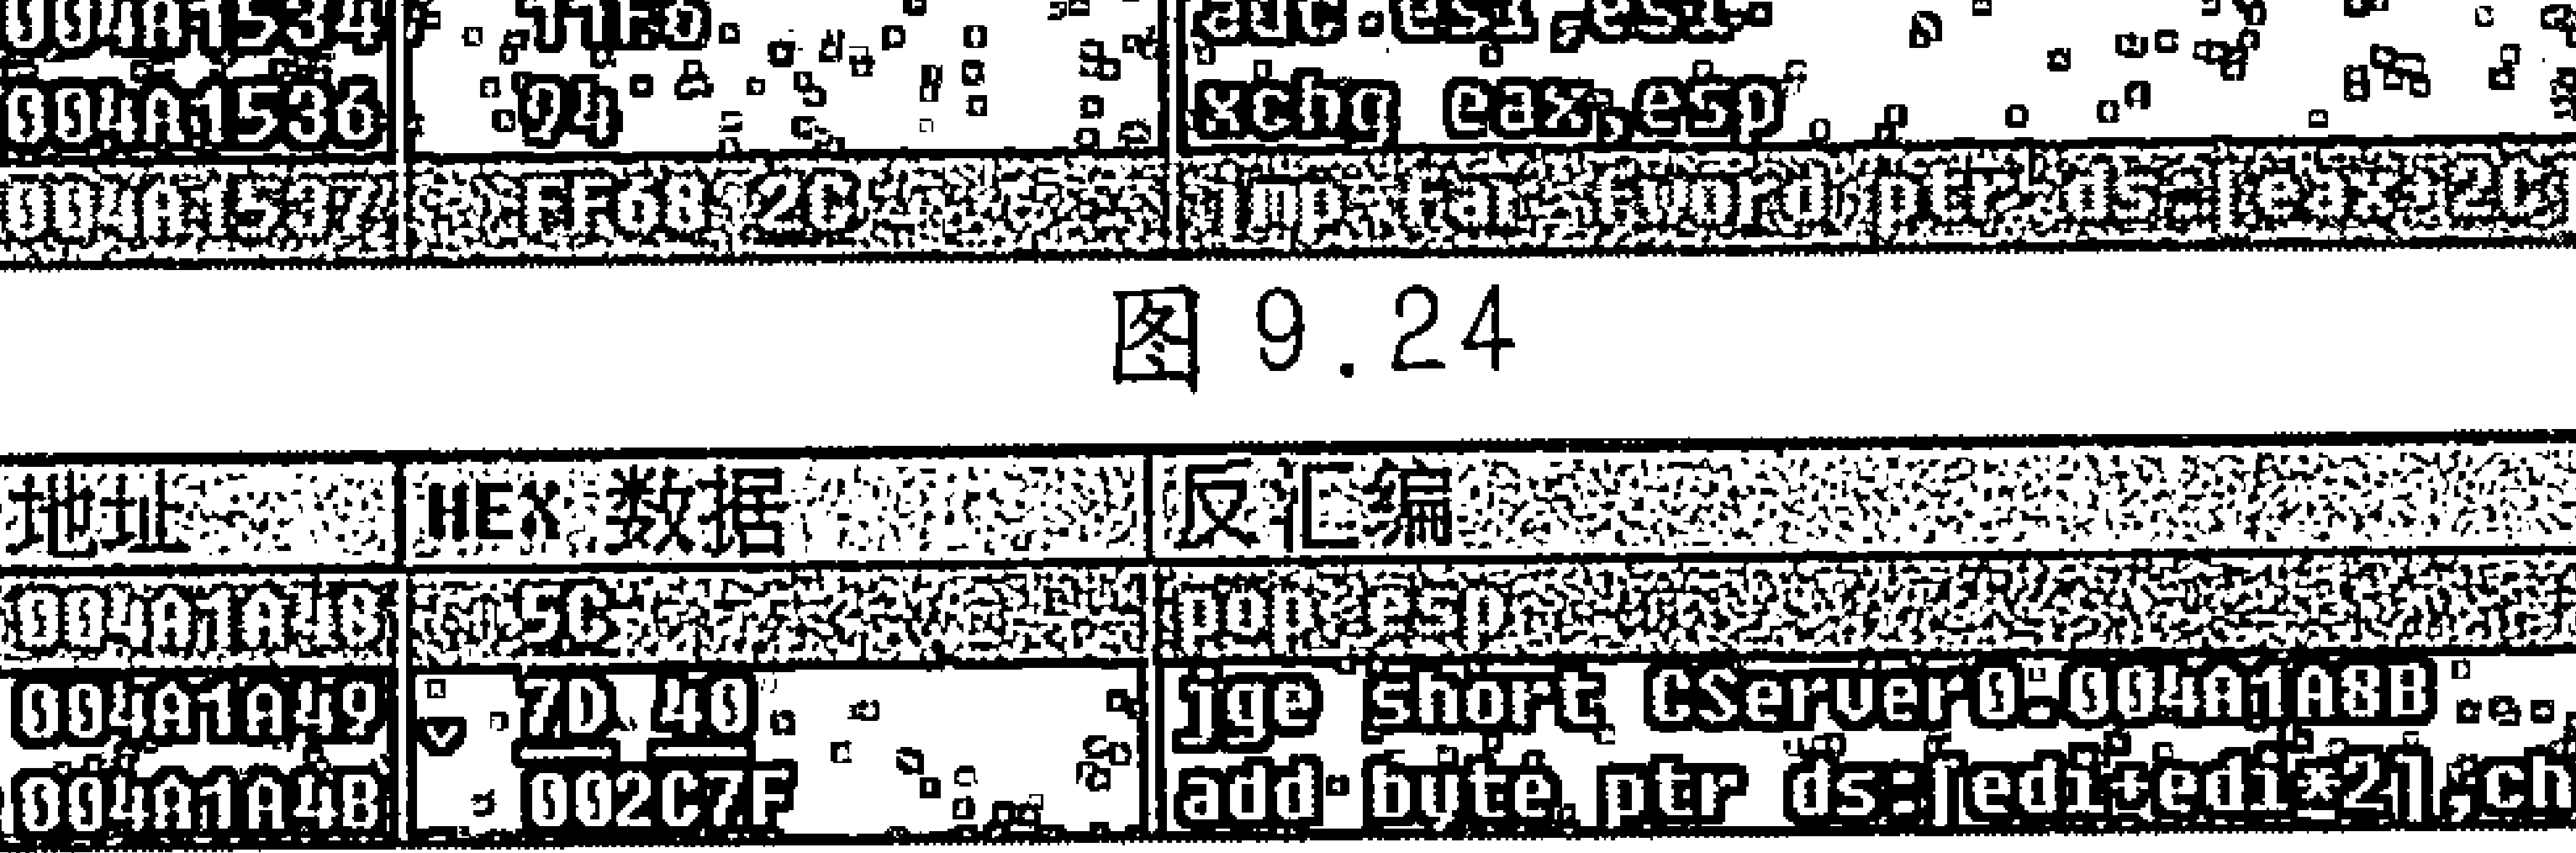 004A1534 11F6 adc esi,esi
004A1536 94 xchg eax,esp
004A1537 FF68 2C jmp far fword ptr ds:[eax+2C
图 9.24
地址 HEX 数据 反汇编
004A1A48 5C pop esp
004A1A49 7D 40 jge short CServer0.004A1A8B
004A1A4B 002C7F add byte ptr ds:[edi+edi*2],ch